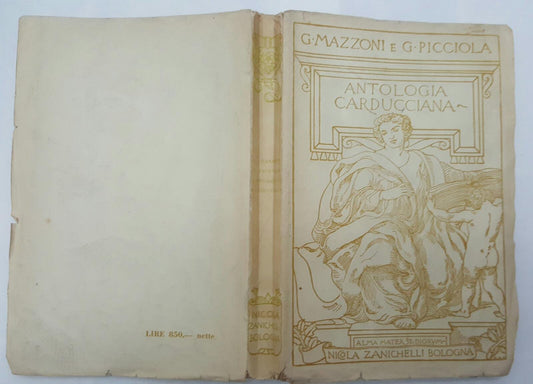 G. MAZZONI E G. PICCIOLA
ANTOLOGIA
CARDUCCIANA
ALMA MATER STUDIORUM
NICOLA ZANICHELLI BOLOGNA
NICOLA
ZANICHELLI
BOLOGNA
LIRE 850,— nette